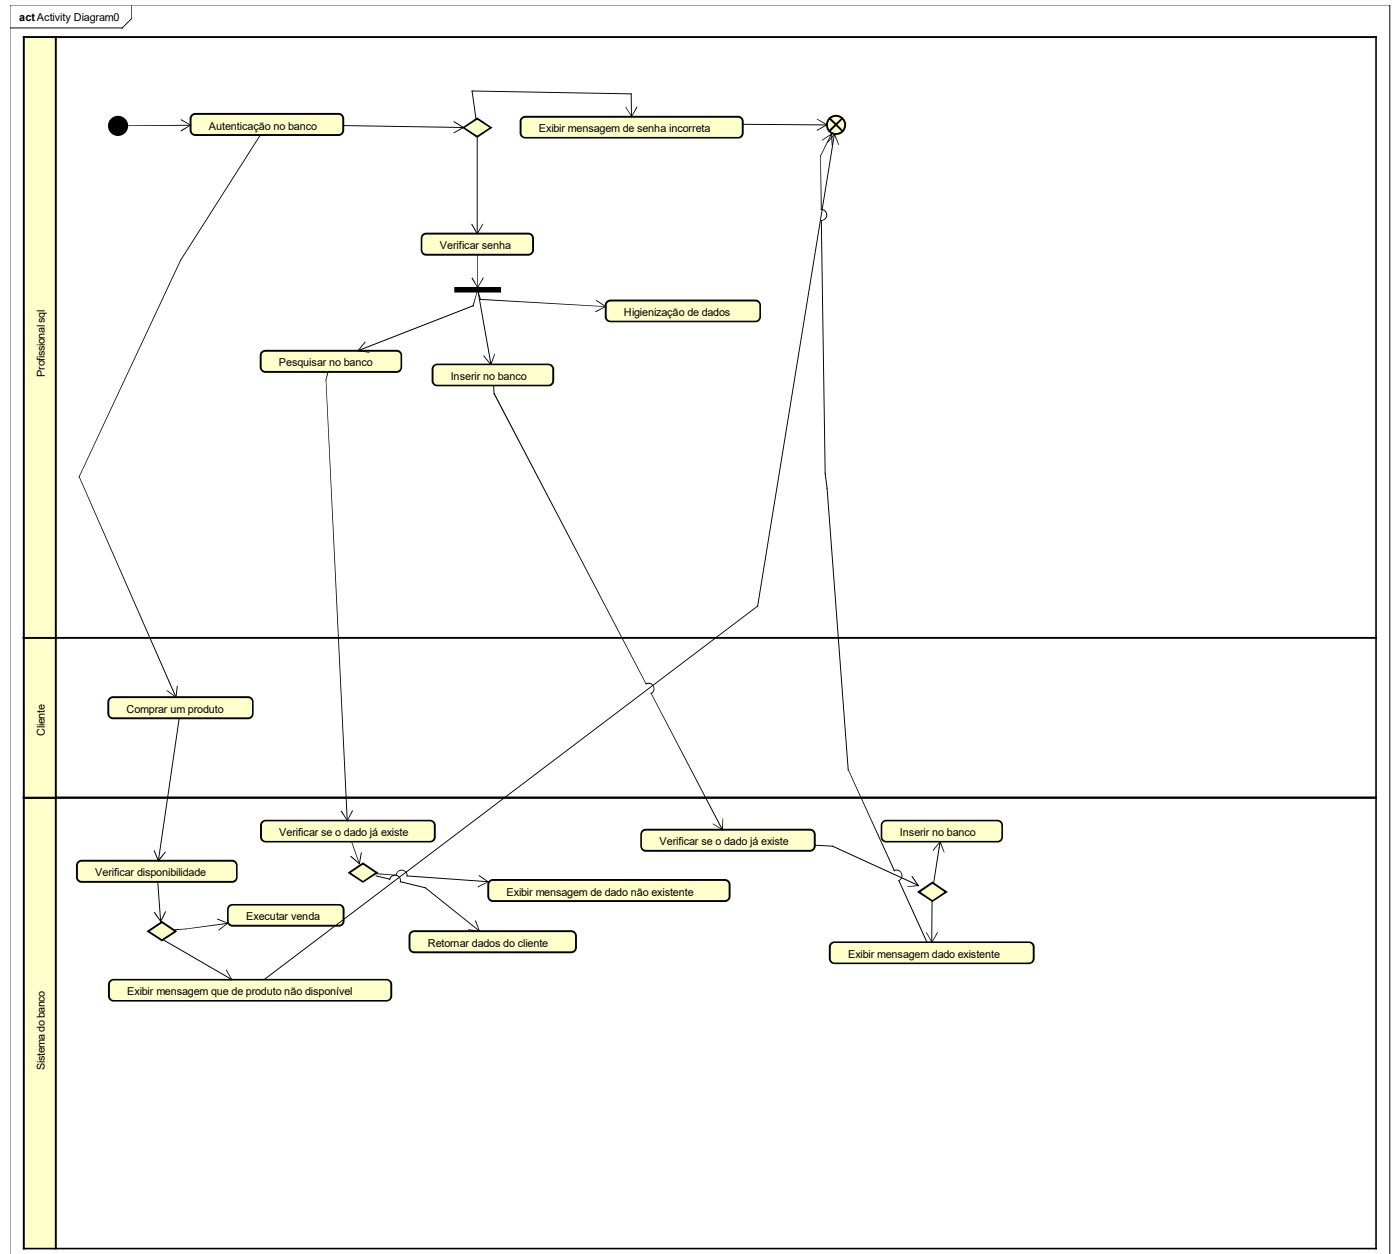 act Activity Diagram0
Profissional sql
Autenticação no banco
Exibir mensagem de senha incorreta
Verificar senha
Higienização de dados
Pesquisar no banco
Inserir no banco
Cliente
Comprar um produto
Sistema do banco
Verificar se o dado já existe
Verificar se o dado já existe
Inserir no banco
Verificar disponibilidade
Exibir mensagem de dado não existente
Executar venda
Retornar dados do cliente
Exibir mensagem dado existente
Exibir mensagem que de produto não disponível